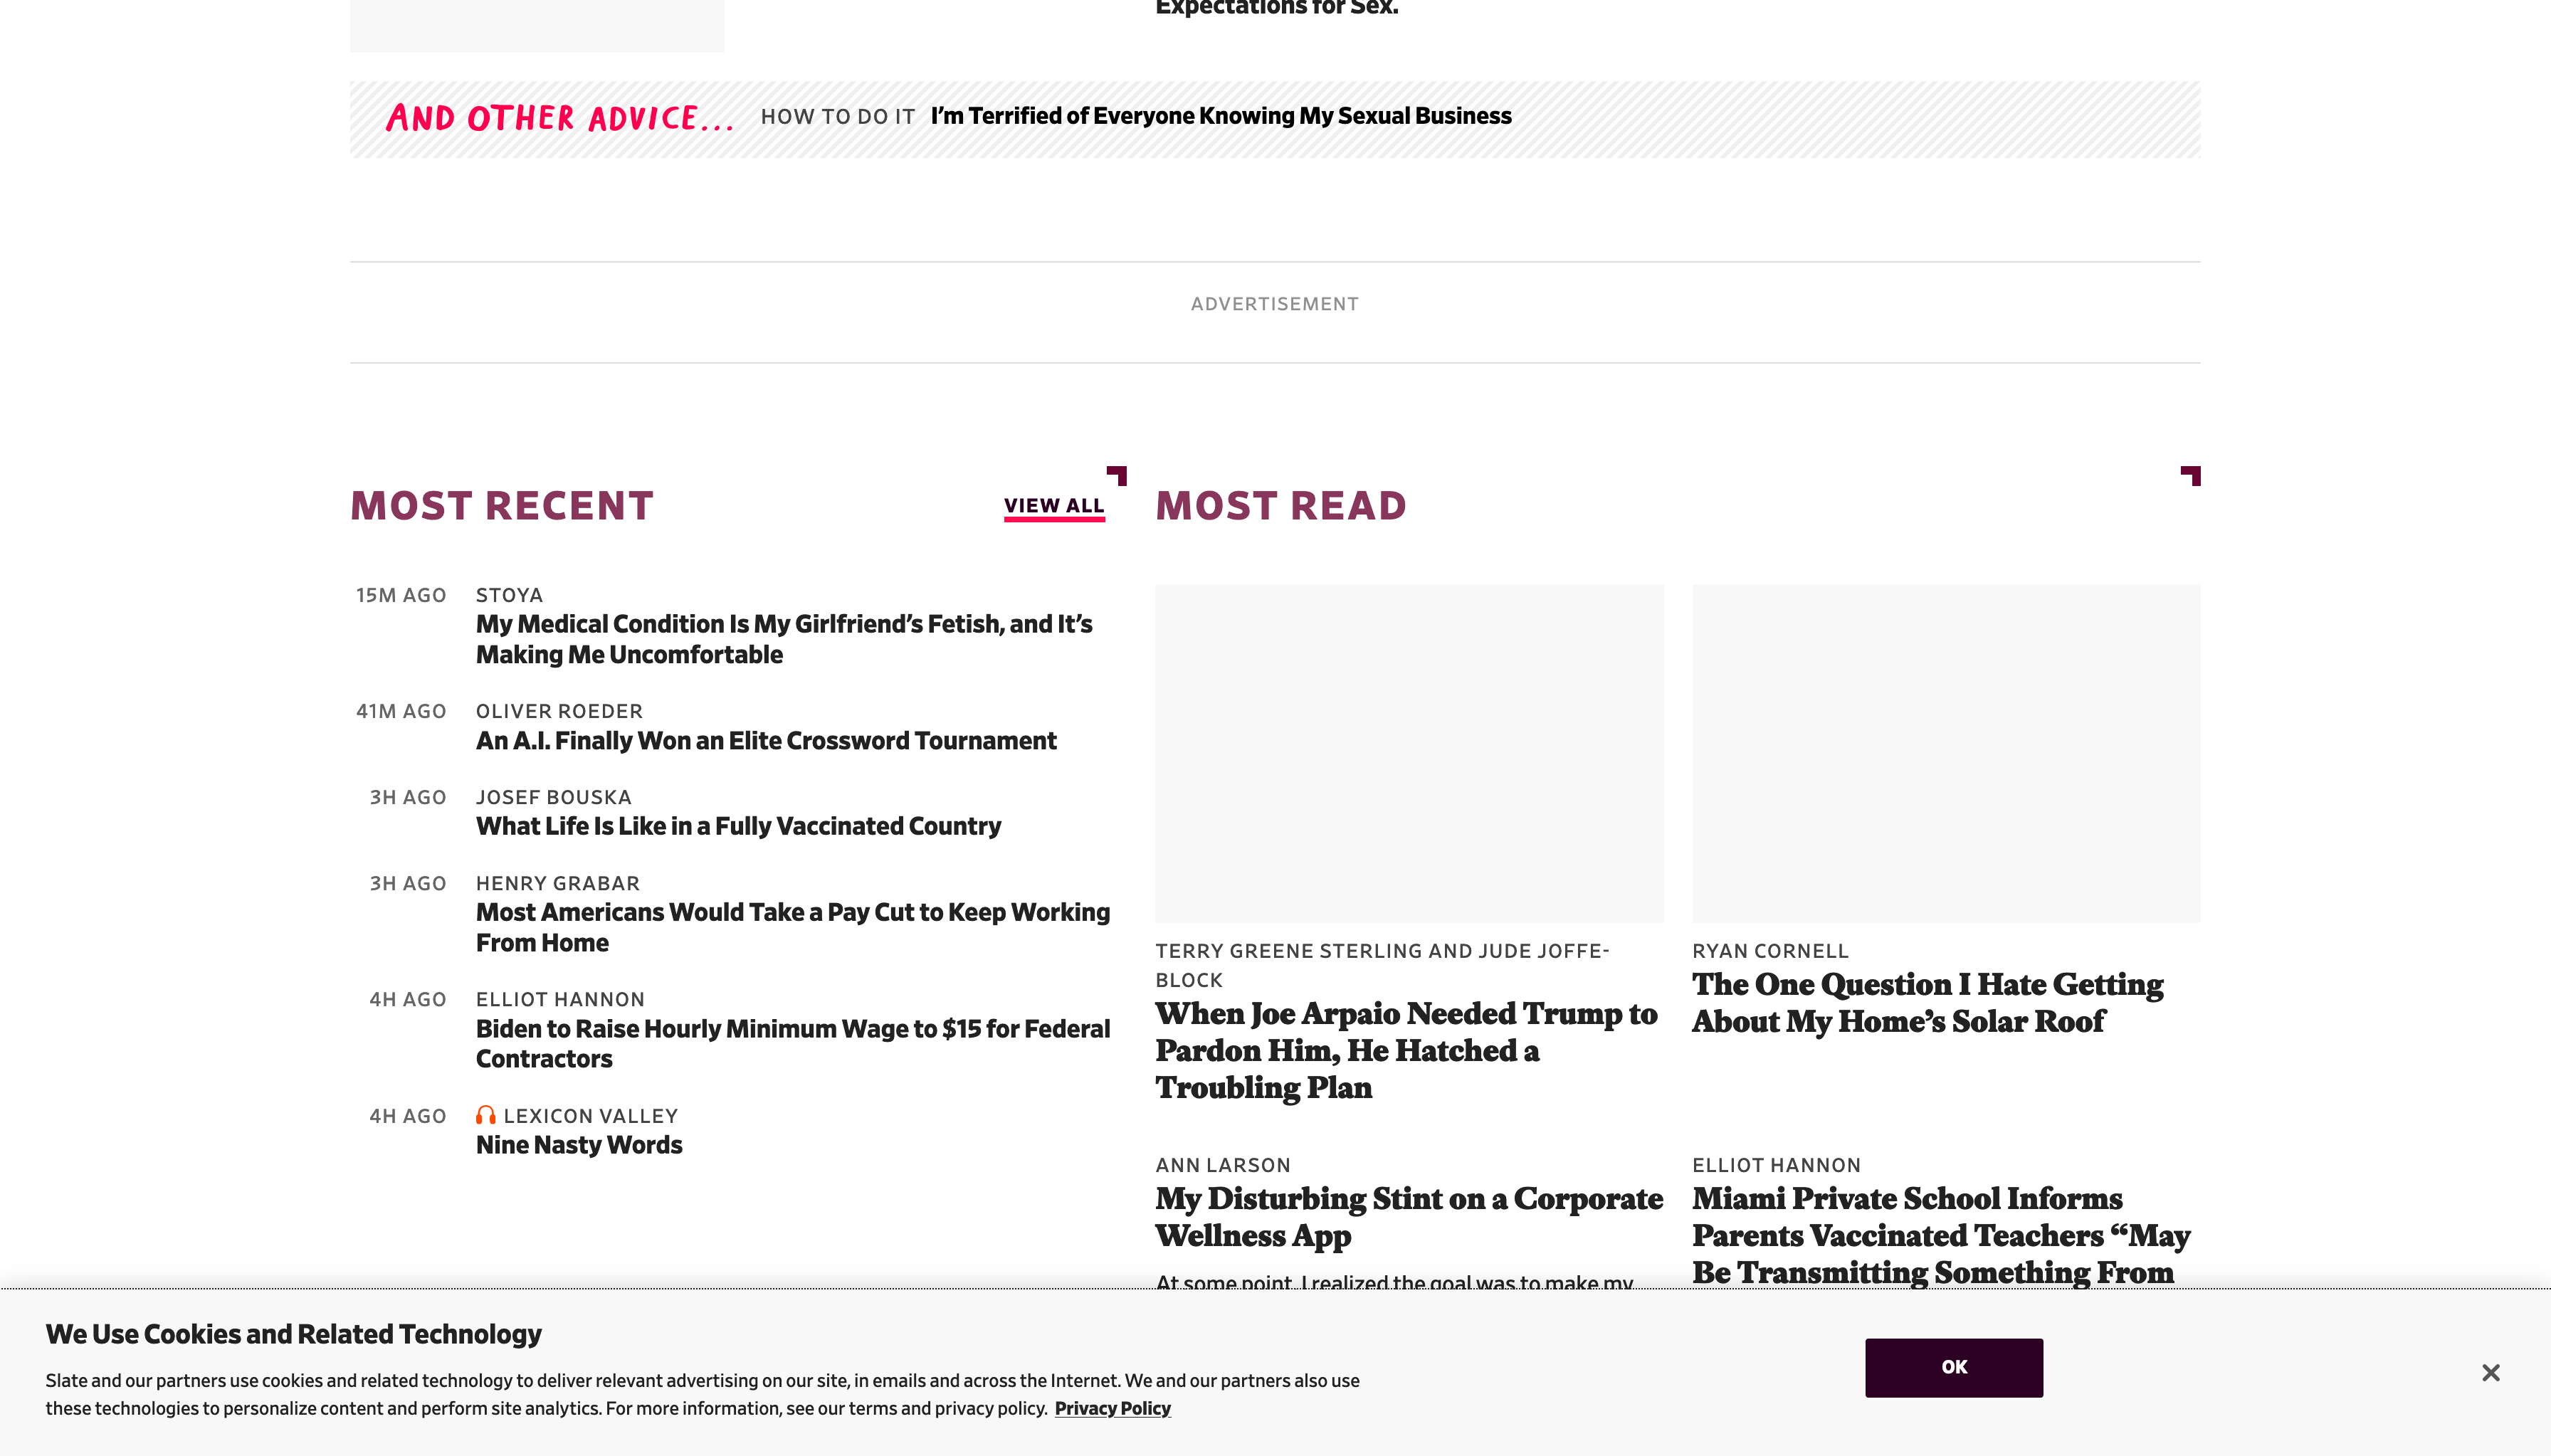 Expectations for Sex.
AND OTHER ADVICE...
HOW TO DO IT I’m Terrified of Everyone Knowing My Sexual Business
ADVERTISEMENT
MOST RECENT
VIEW ALL
15M AGO
STOYA
My Medical Condition Is My Girlfriend’s Fetish, and It’s
Making Me Uncomfortable
41M AGO
OLIVER ROEDER
An A.I. Finally Won an Elite Crossword Tournament
3H AGO
JOSEF BOUSKA
What Life Is Like in a Fully Vaccinated Country
3H AGO
HENRY GRABAR
Most Americans Would Take a Pay Cut to Keep Working
From Home
4H AGO
ELLIOT HANNON
Biden to Raise Hourly Minimum Wage to $15 for Federal
Contractors
4H AGO
LEXICON VALLEY
Nine Nasty Words
MOST READ
TERRY GREENE STERLING AND JUDE JOFFE-
BLOCK
When Joe Arpaio Needed Trump to
Pardon Him, He Hatched a
Troubling Plan
RYAN CORNELL
The One Question I Hate Getting
About My Home’s Solar Roof
ANN LARSON
My Disturbing Stint on a Corporate
Wellness App
At some point, I realized the goal was to make my
ELLIOT HANNON
Miami Private School Informs
Parents Vaccinated Teachers “May
Be Transmitting Something From
We Use Cookies and Related Technology
Slate and our partners use cookies and related technology to deliver relevant advertising on our site, in emails and across the Internet. We and our partners also use
these technologies to personalize content and perform site analytics. For more information, see our terms and privacy policy. Privacy Policy
OK